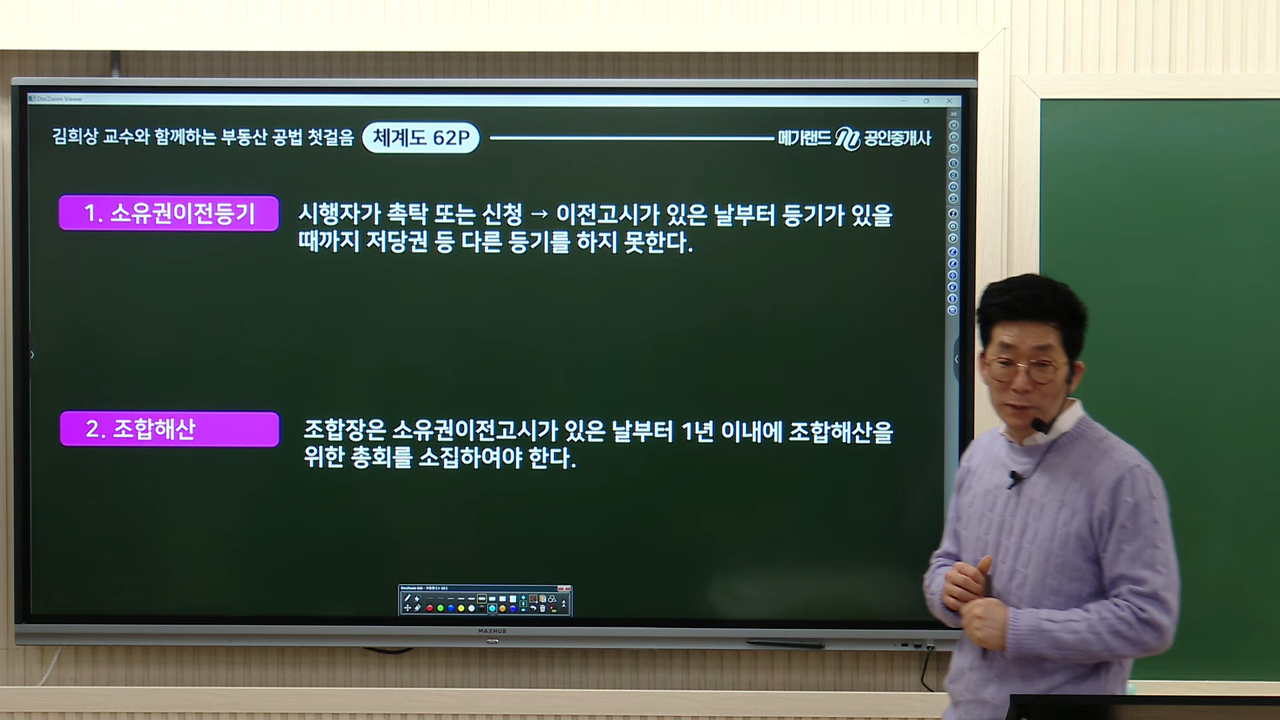 DocZoom Viewer
김희상 교수와 함께하는 부동산 공법 첫걸음 체계도 62P 메가랜드 공인중개사
1. 소유권이전등기
시행자가 촉탁 또는 신청 → 이전고시가 있은 날부터 등기가 있을
때까지 저당권 등 다른 등기를 하지 못한다.
2. 조합해산
조합장은 소유권이전고시가 있은 날부터 1년 이내에 조합해산을
위한 총회를 소집하여야 한다.
MAXHUB